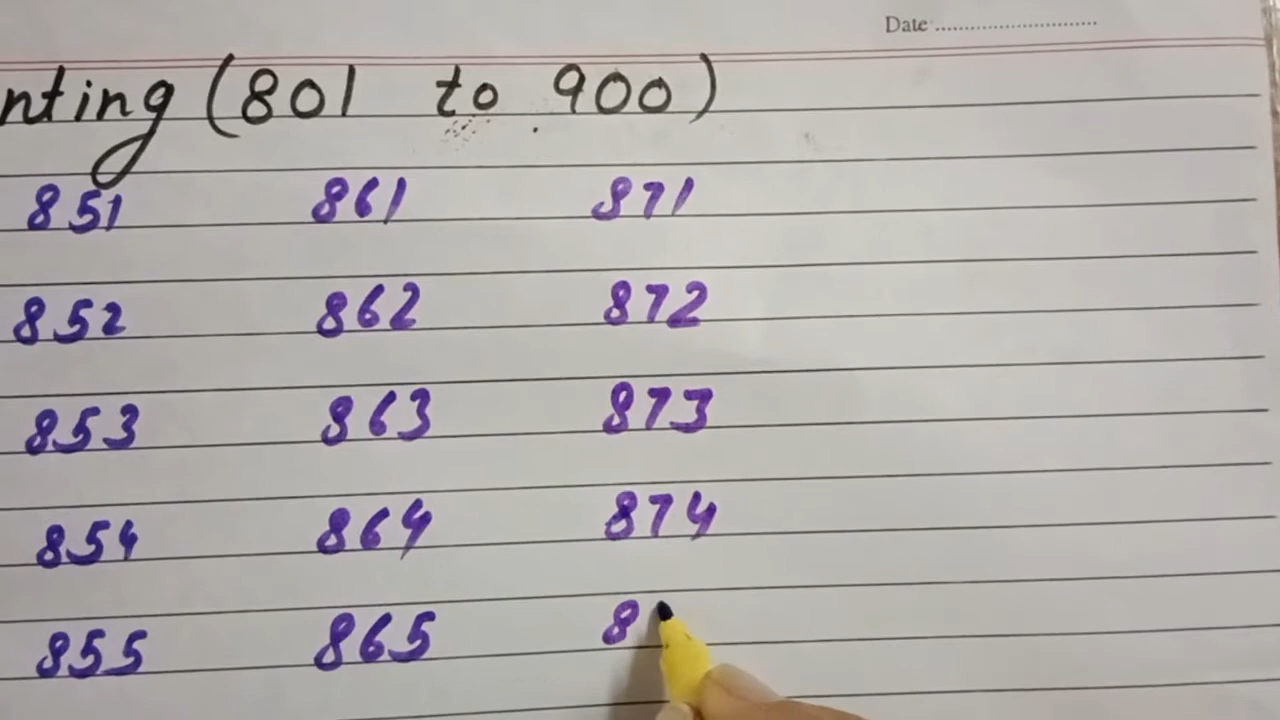 Date ..............................
nting (801 to 900)
851 861 871
852 862 872
853 863 873
854 864 874
855 865 8